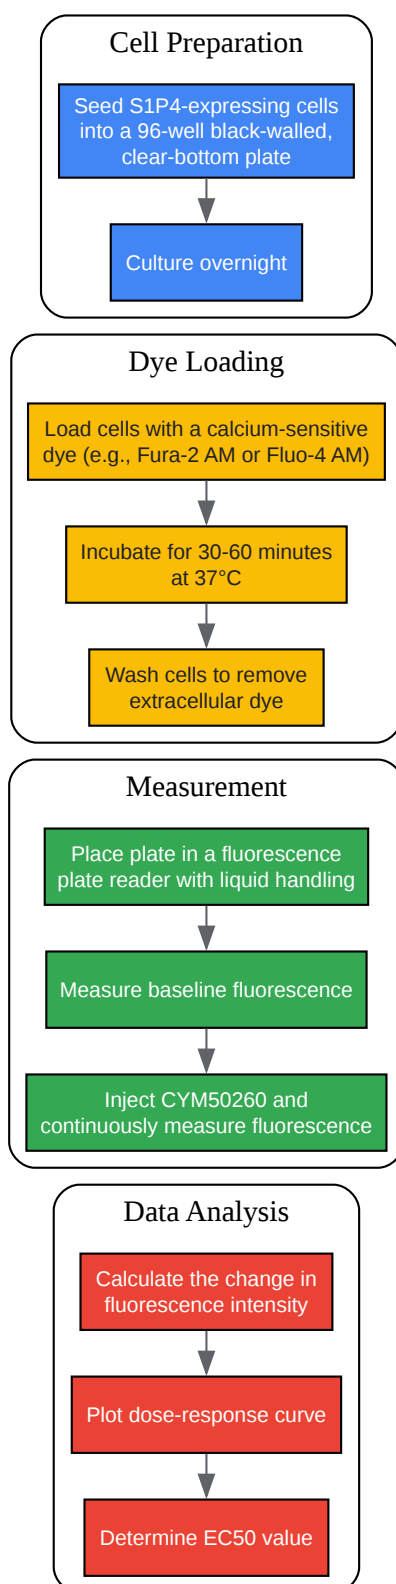 Cell Preparation
Seed S1P4-expressing cells
into a 96-well black-walled,
clear-bottom plate
Culture overnight
Dye Loading
Load cells with a calcium-sensitive
dye (e.g., Fura-2 AM or Fluo-4 AM)
Incubate for 30-60 minutes
at 37°C
Wash cells to remove
extracellular dye
Measurement
Place plate in a fluorescence
plate reader with liquid handling
Measure baseline fluorescence
Inject CYM50260 and
continuously measure fluorescence
Data Analysis
Calculate the change in
fluorescence intensity
Plot dose-response curve
Determine EC50 value